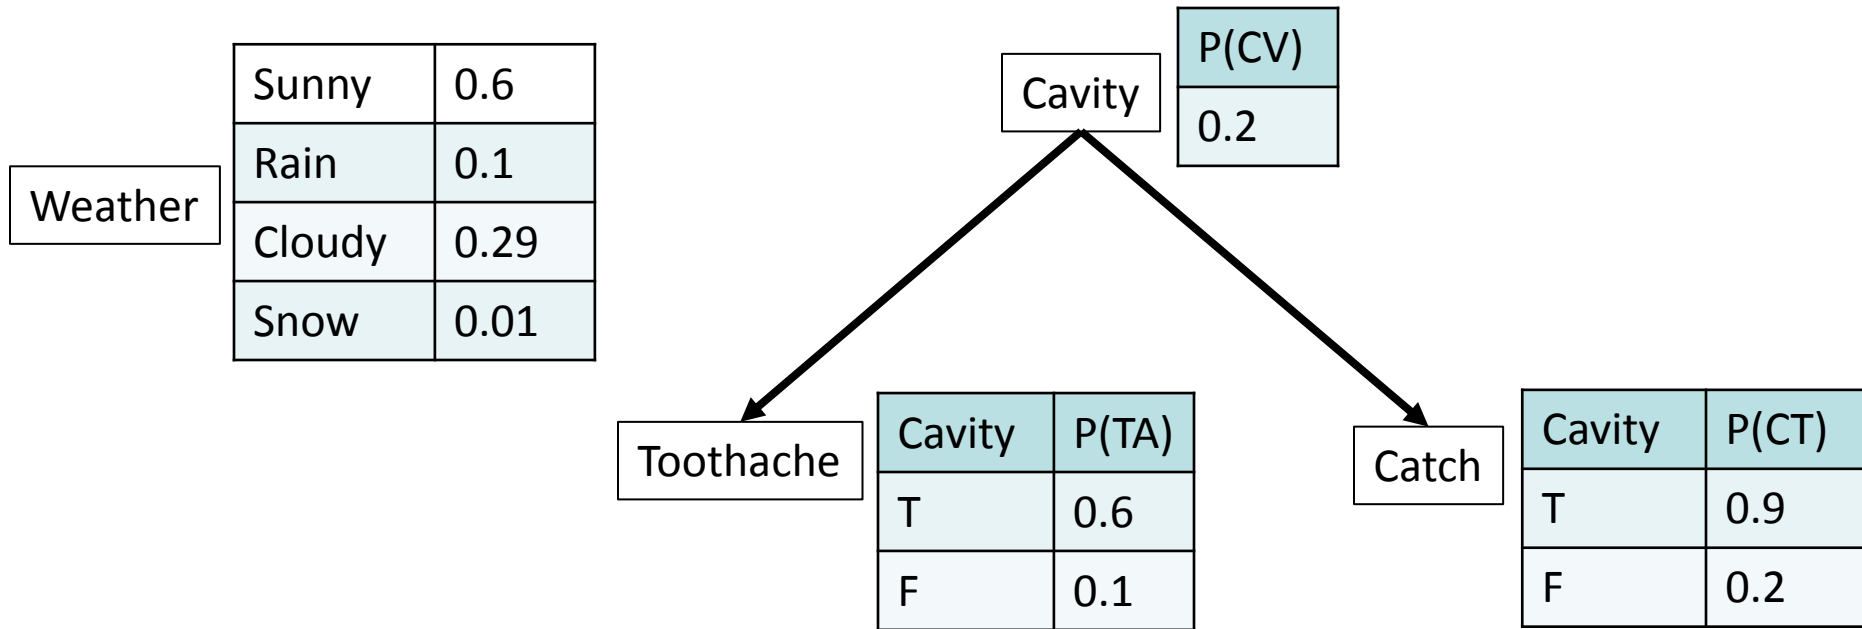 Weather
Sunny 0.6
Rain 0.1
Cloudy 0.29
Snow 0.01
Cavity
P(CV)
0.2
Toothache
Cavity P(TA)
T 0.6
F 0.1
Catch
Cavity P(CT)
T 0.9
F 0.2